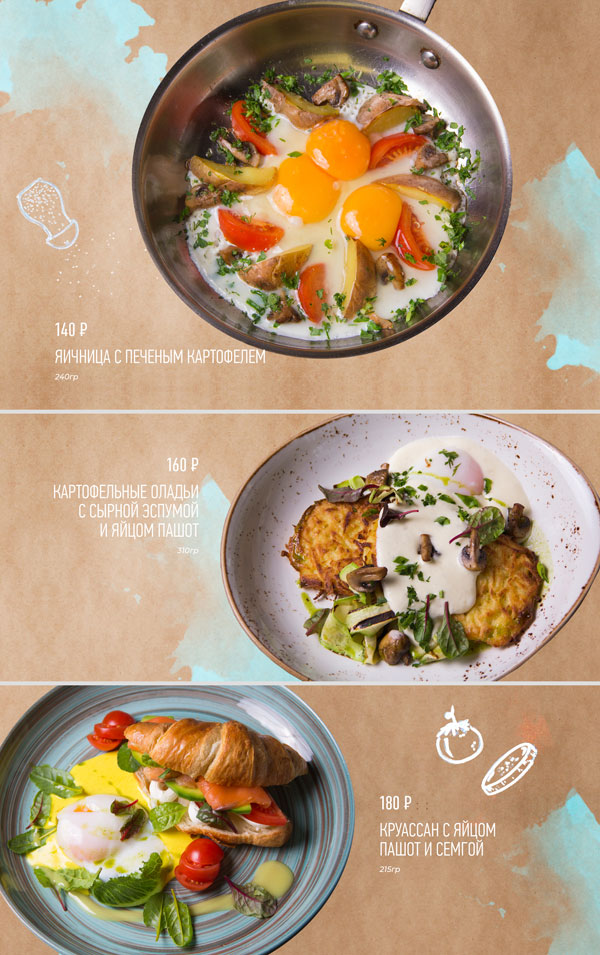 140 ₽
ЯИЧНИЦА С ПЕЧЕНЫМ КАРТОФЕЛЕМ
240гр
160 ₽
КАРТОФЕЛЬНЫЕ ОЛАДЬИ
С СЫРНОЙ ЭСПУМОЙ
И ЯЙЦОМ ПАШОТ
310гр
180 ₽
КРУАССАН С ЯЙЦОМ
ПАШОТ И СЕМГОЙ
215гр